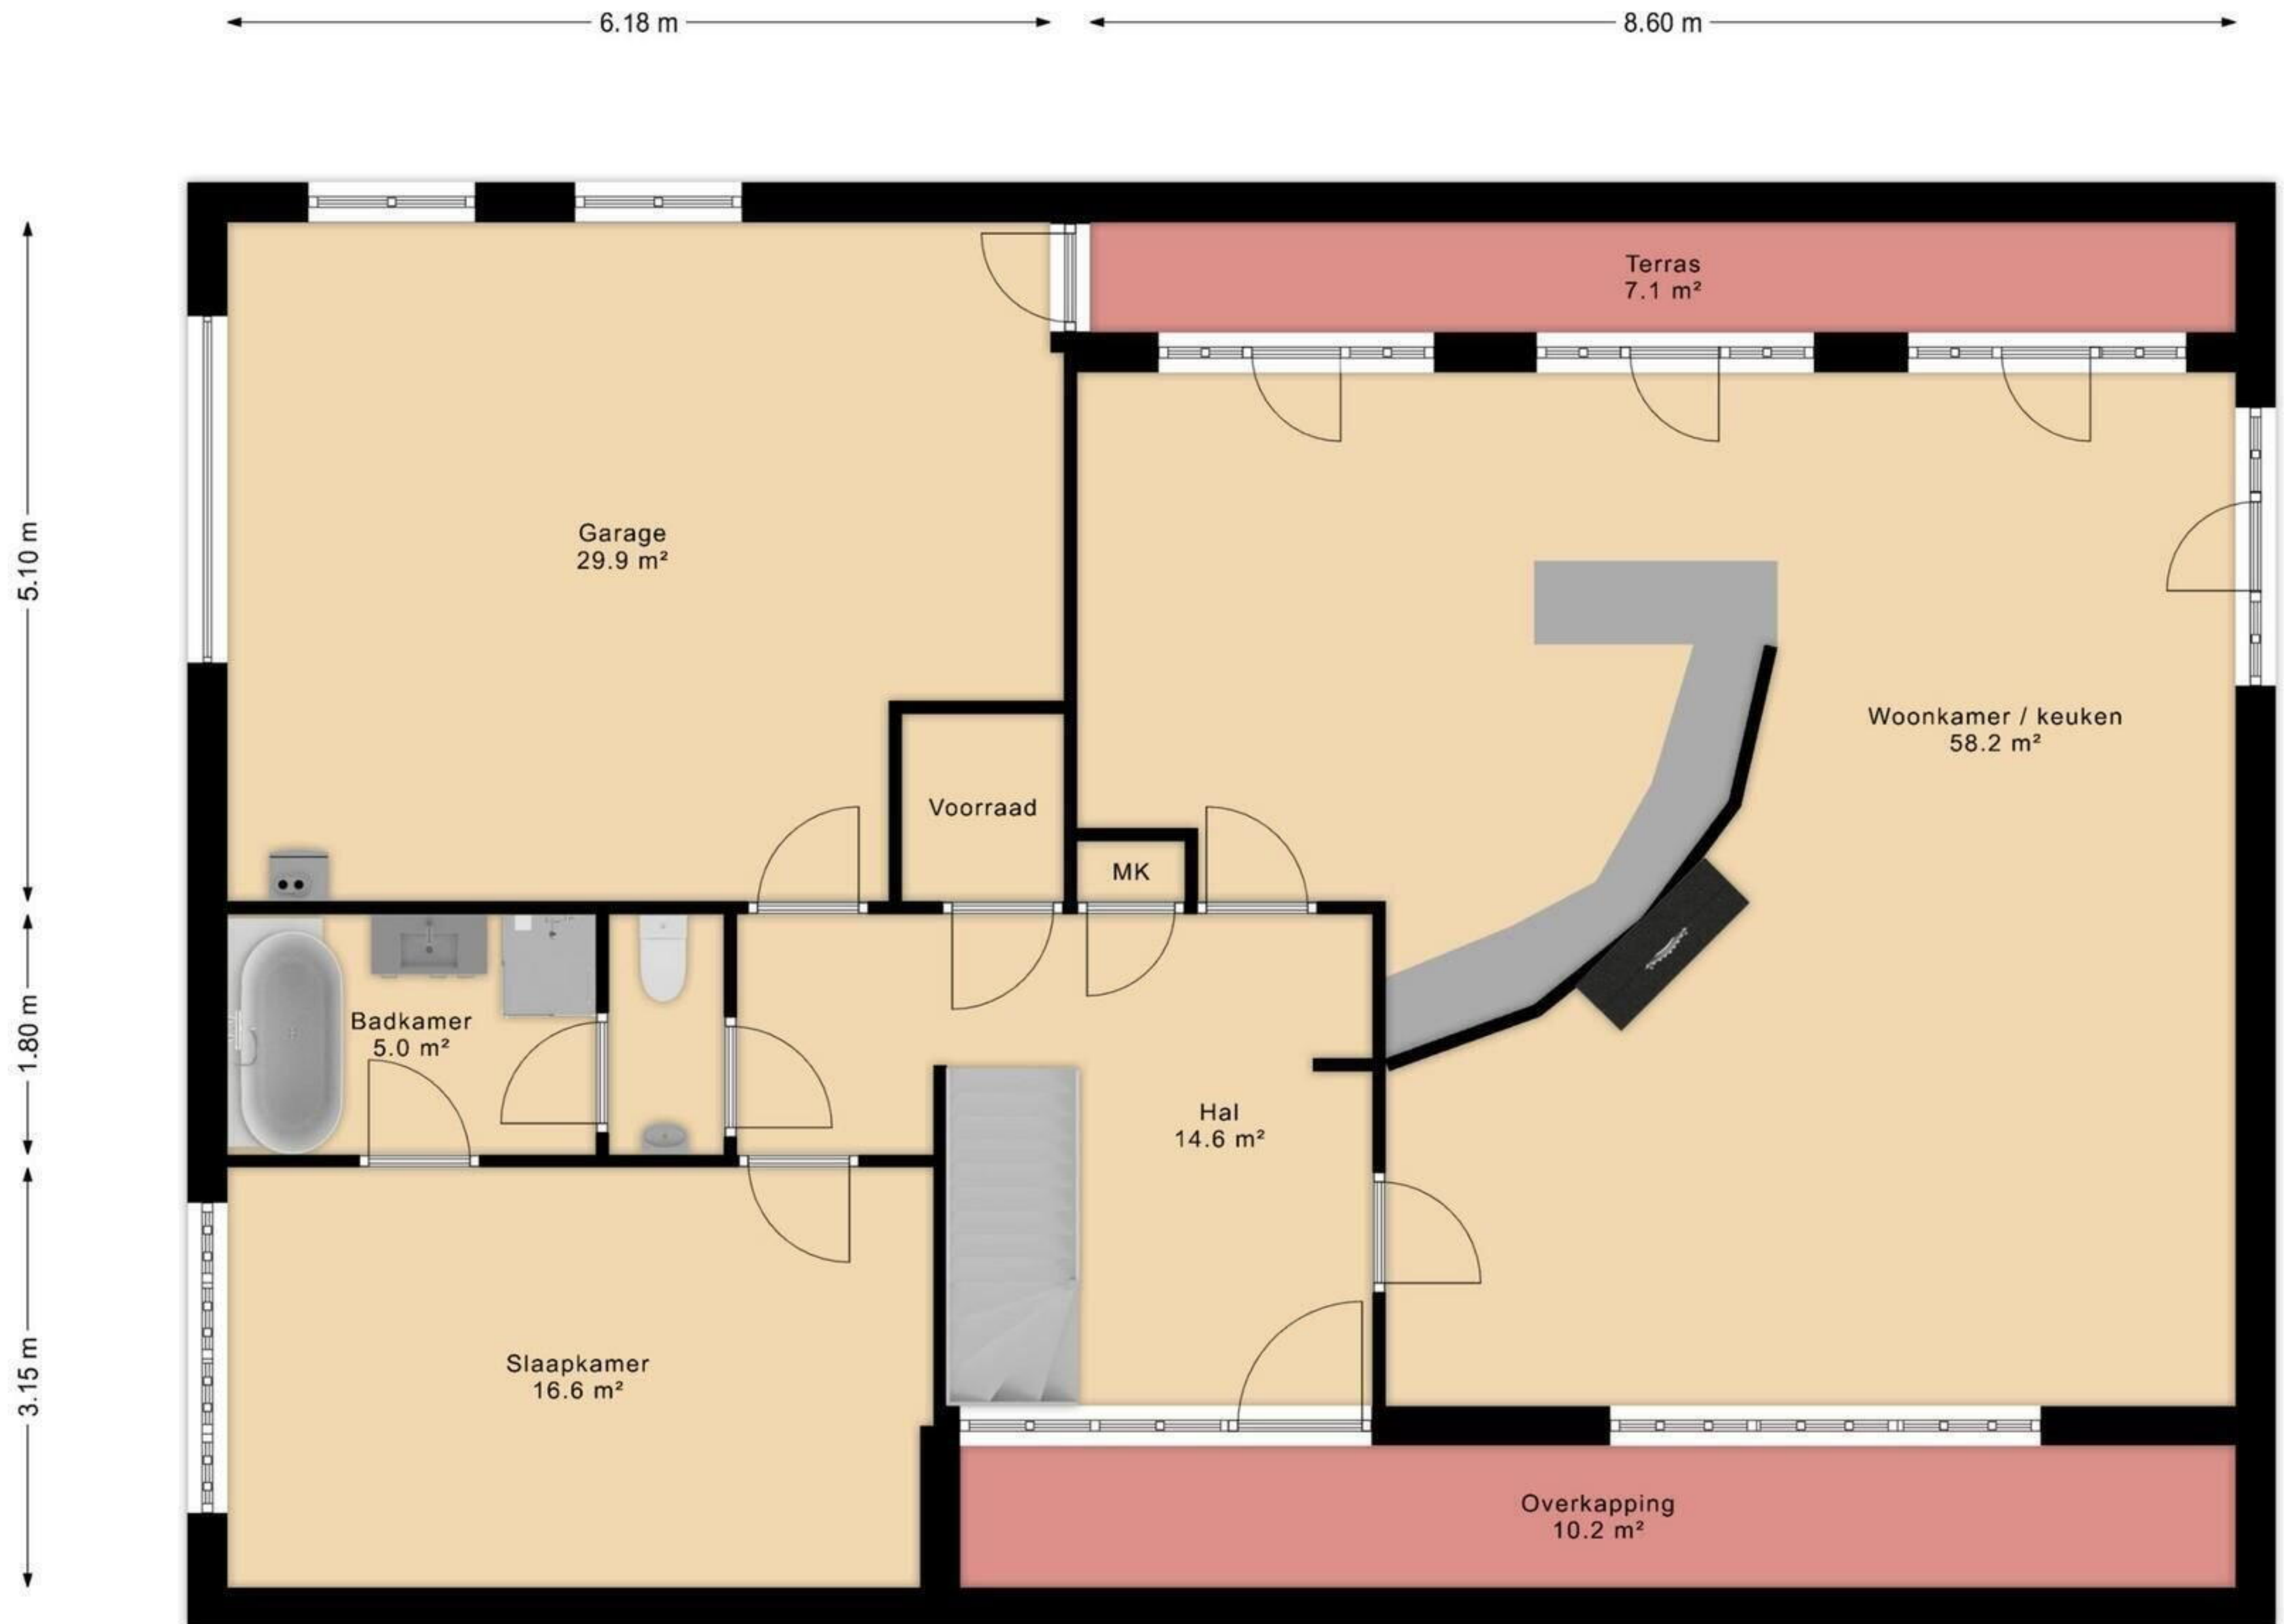 6.18 m
8.60 m
Terras
7.1 m²
5.10 m
Garage
29.9 m²
Woonkamer / keuken
58.2 m²
Voorraad
MK
1.80 m
Badkamer
5.0 m²
Hal
14.6 m²
3.15 m
Slaapkamer
16.6 m²
Overkapping
10.2 m²